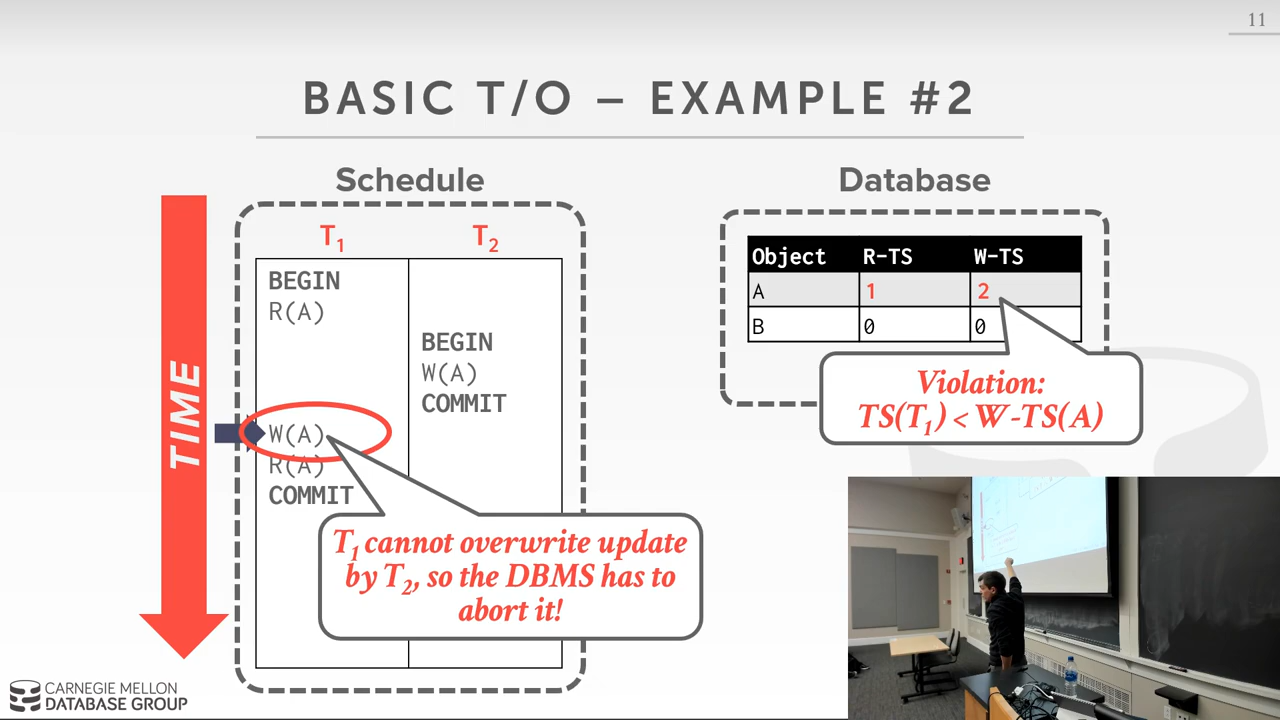 11
BASIC T/O – EXAMPLE #2
Schedule
Database
TIME
T1
T2
BEGIN
R(A)
BEGIN
W(A)
COMMIT
W(A)
R(A)
COMMIT
T1 cannot overwrite update
by T2, so the DBMS has to
abort it!
Object R-TS W-TS
A 1 2
B 0 0
Violation:
TS(T1) < W-TS(A)
CARNEGIE MELLON
DATABASE GROUP